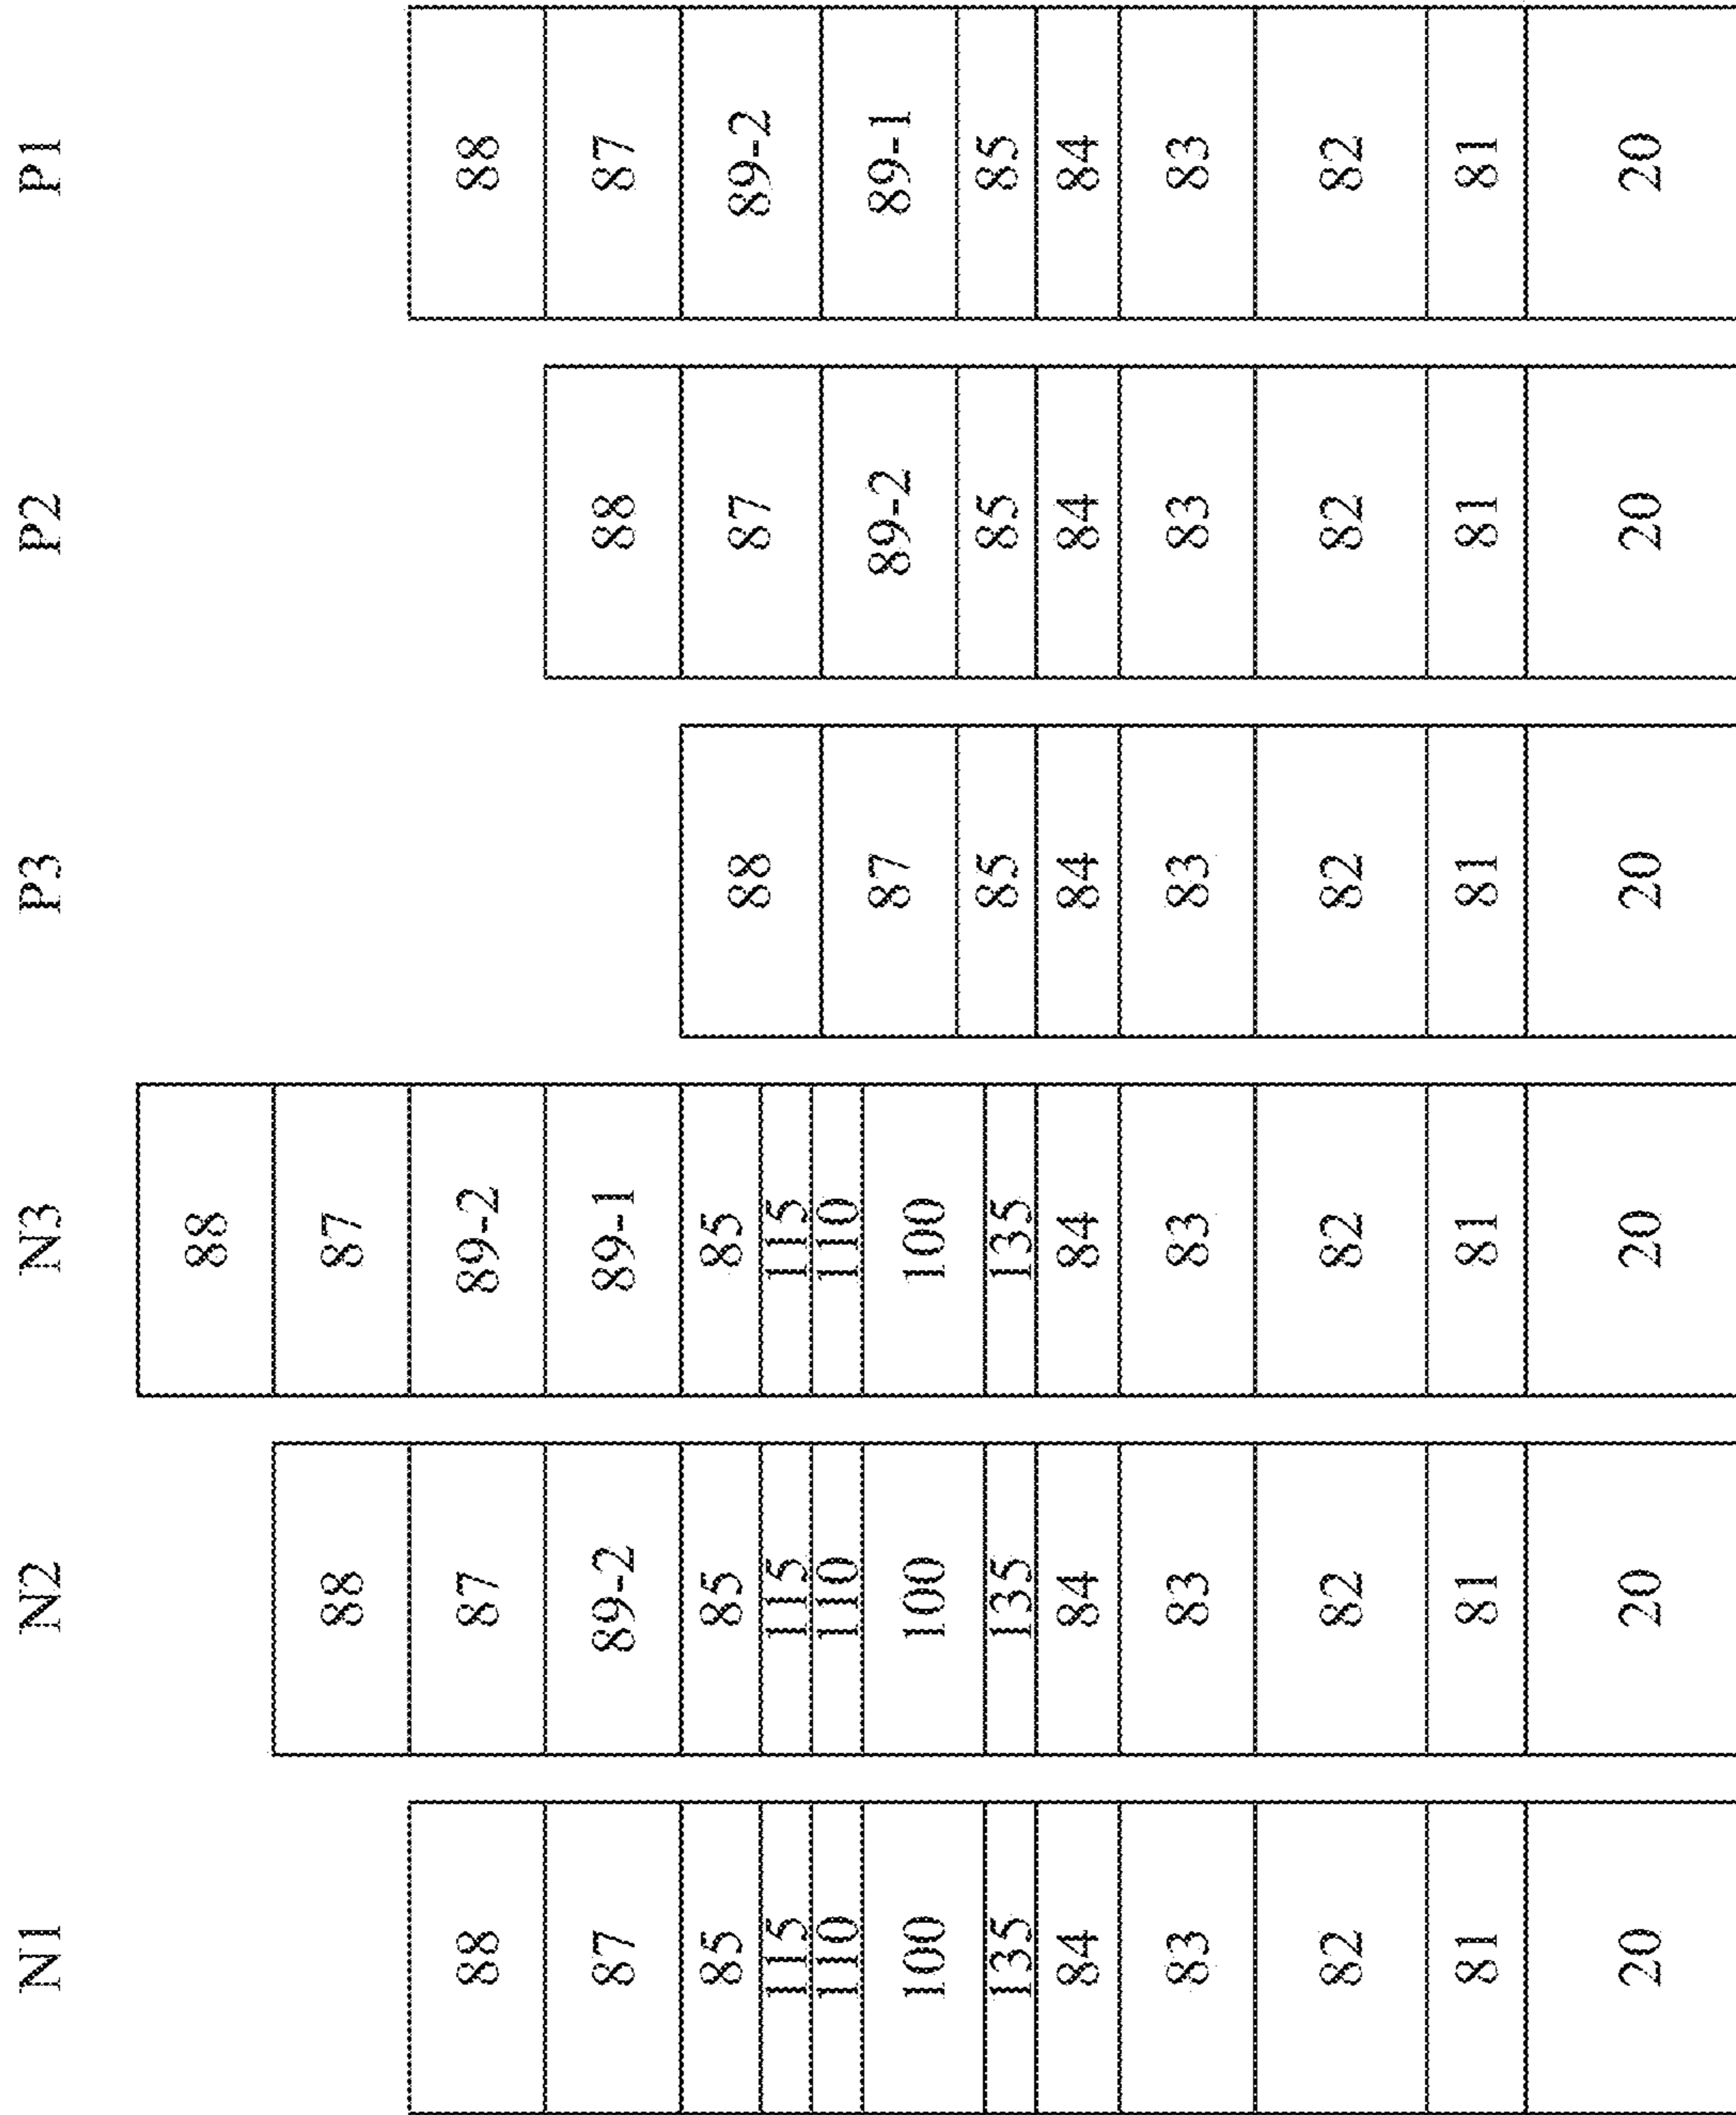 N1 N2 N3 P3 P2 P1
88
88 87
88 87 89-2 88
87 89-2 89-1 88 87
85 85 85 88 87 89-2
115 115 115
110 110 110 87 89-2 89-1
100 100 100
135 135 135 85 85 85
84 84 84 84 84 84
83 83 83 83 83 83
82 82 82 82 82 82
81 81 81 81 81 81
20 20 20 20 20 20